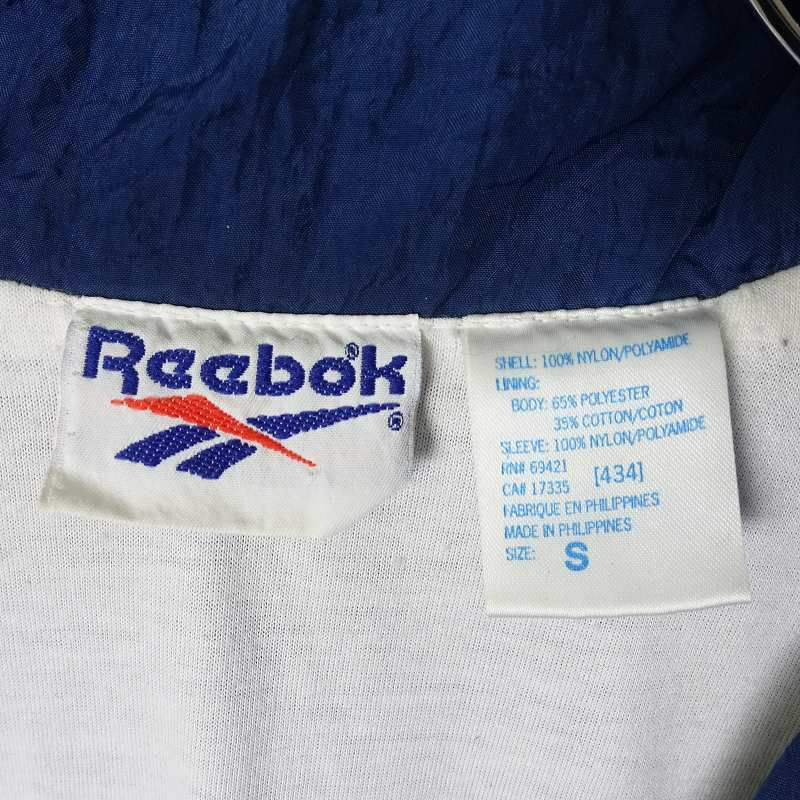 Reebok®
®
SHELL: 100% NYLON/POLYAMIDE
LINING:
BODY: 65% POLYESTER
35% COTTON/COTON
SLEEVE: 100% NYLON/POLYAMIDE
RN# 69421
CA# 17335 [434]
FABRIQUE EN PHILIPPINES
MADE IN PHILIPPINES
SIZE: S